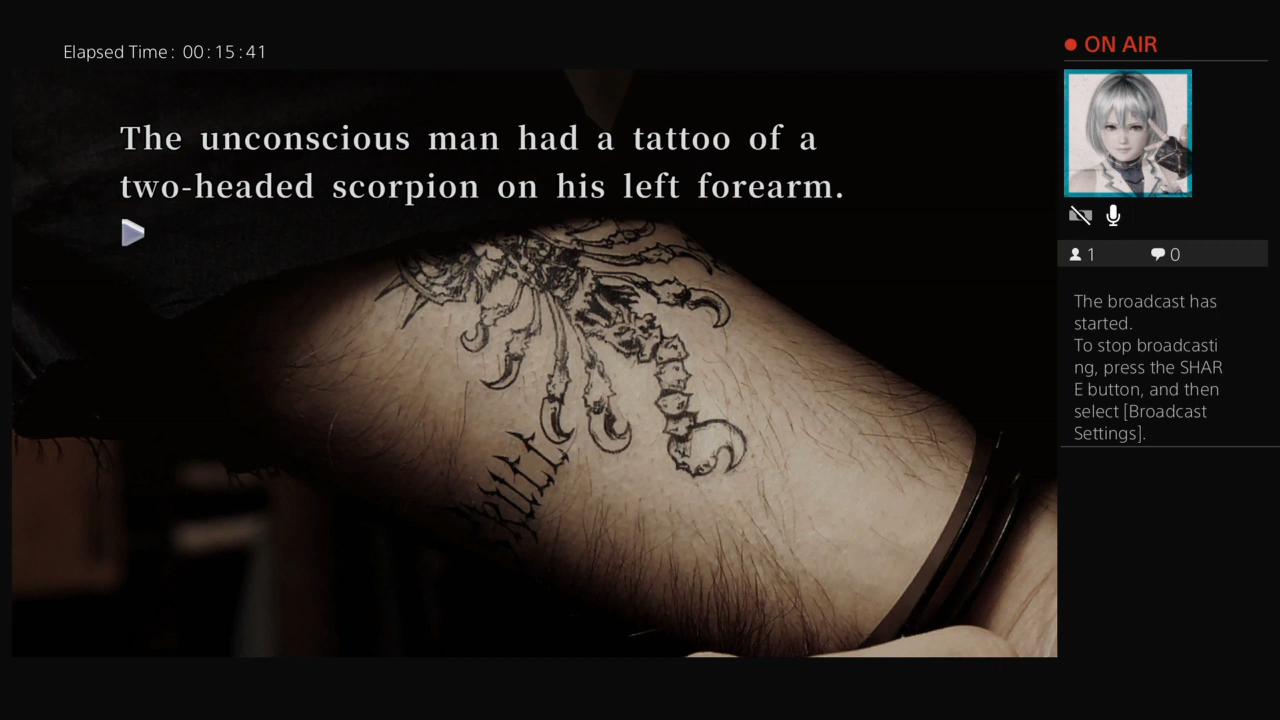 Elapsed Time: 00:15:41
ON AIR
The unconscious man had a tattoo of a
two-headed scorpion on his left forearm.
1
0
The broadcast has
started.
To stop broadcasti
ng, press the SHAR
E button, and then
select [Broadcast
Settings].